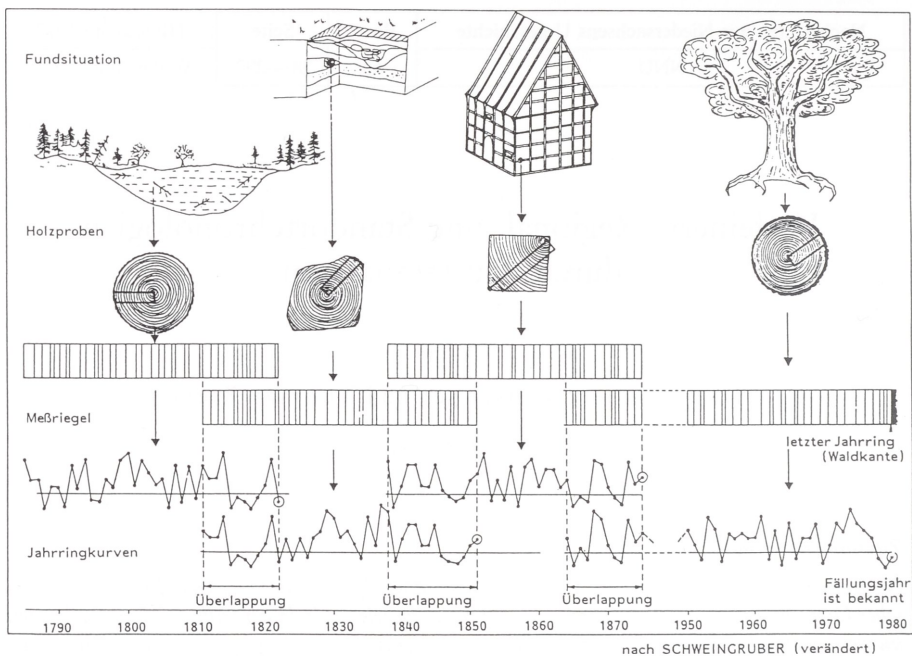 Fundsituation
Holzproben
Meßriegel
letzter Jahrring
(Waldkante)
Jahrringkurven
Überlappung
Überlappung
Überlappung
Fällungsjahr
ist bekannt
1790 1800 1810 1820 1830 1840 1850 1860 1870 1950 1960 1970 1980
nach SCHWEINGRUBER (verändert)